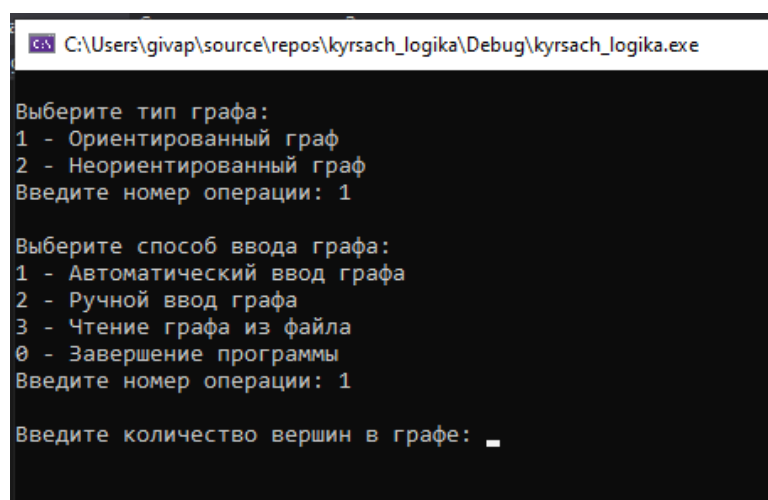 C:\Users\givap\source\repos\kyrsach_logika\Debug\kyrsach_logika.exe
Выберите тип графа:
1 - Ориентированный граф
2 - Неориентированный граф
Введите номер операции: 1
Выберите способ ввода графа:
1 - Автоматический ввод графа
2 - Ручной ввод графа
3 - Чтение графа из файла
0 - Завершение программы
Введите номер операции: 1
Введите количество вершин в графе: